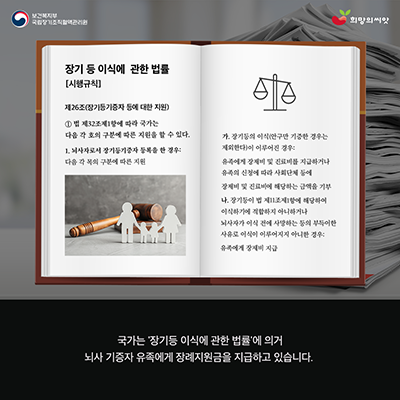 보건복지부
국립장기조직혈액관리원
희망의씨앗
장기 등 이식에 관한 법률
[시행규칙]
제26조(장기등기증자 등에 대한 지원)
① 법 제32조제1항에 따라 국가는
다음 각 호의 구분에 따른 지원을 할 수 있다.
1. 뇌사자로서 장기등기증자 등록을 한 경우:
다음 각 목의 구분에 따른 지원
가. 장기등의 이식(안구만 기증한 경우는
제외한다)이 이루어진 경우:
유족에게 장제비 및 진료비를 지급하거나
유족의 신청에 따라 사회단체 등에
장제비 및 진료비에 해당하는 금액을 기부
나. 장기등이 법 제11조제1항에 해당하여
이식하기에 적합하지 아니하거나
뇌사자가 이식 전에 사망하는 등의 부득이한
사유로 이식이 이루어지지 아니한 경우:
유족에게 장제비 지급
국가는 '장기등 이식에 관한 법률'에 의거
뇌사 기증자 유족에게 장례지원금을 지급하고 있습니다.